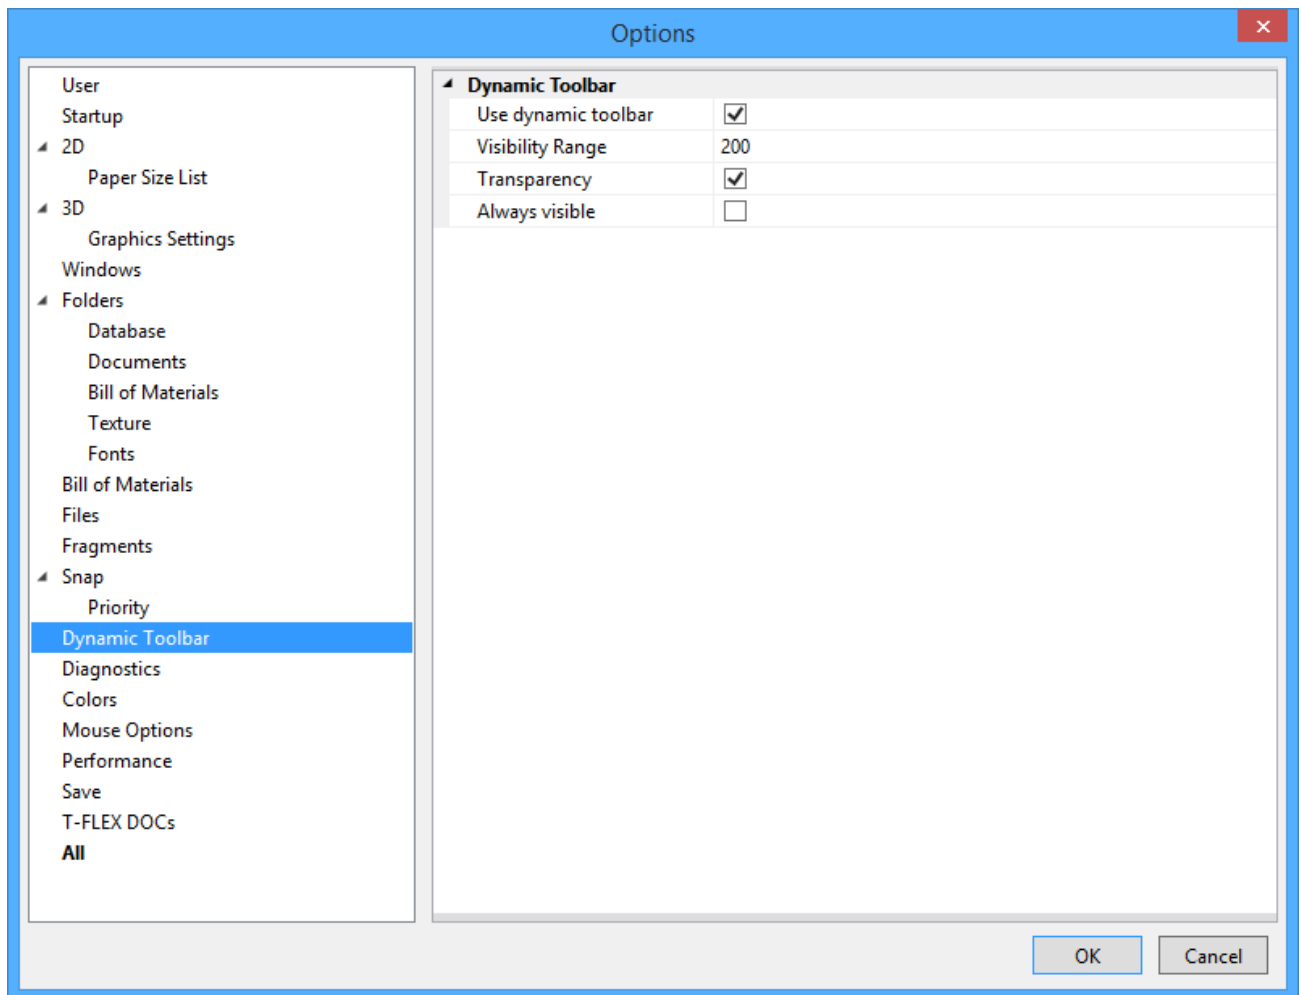 Options
User
Startup
2D
Paper Size List
3D
Graphics Settings
Windows
Folders
Database
Documents
Bill of Materials
Texture
Fonts
Bill of Materials
Files
Fragments
Snap
Priority
Dynamic Toolbar
Diagnostics
Colors
Mouse Options
Performance
Save
T-FLEX DOCs
All
Dynamic Toolbar
Use dynamic toolbar
Visibility Range 200
Transparency
Always visible
OK Cancel